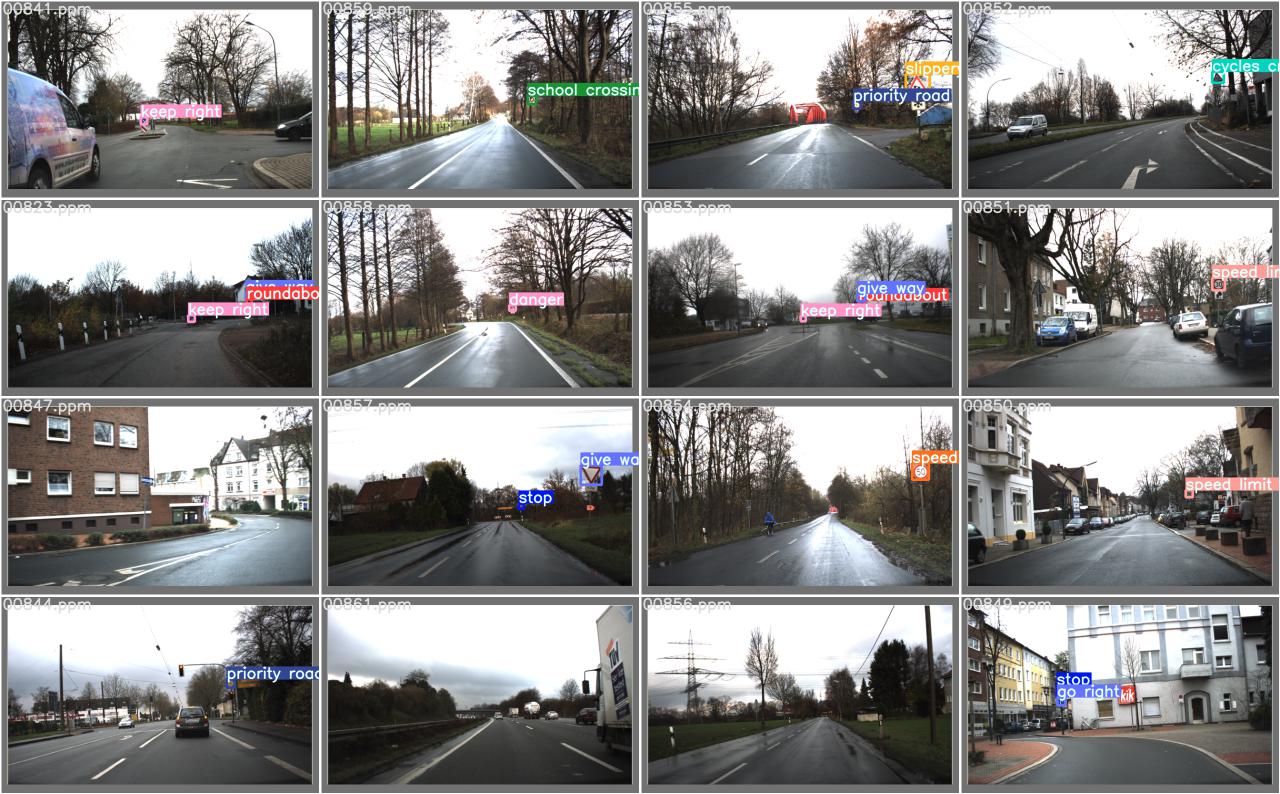 00841.ppm
keep right
00859.ppm
school crossin
00855.ppm
slipper
priority road
00852.ppm
cycles cr
00823.ppm
give way
roundabo
keep right
00858.ppm
danger
00853.ppm
give way
roundabout
keep right
00851.ppm
speed lim
00847.ppm
00857.ppm
give wa
stop
00854.ppm
speed
50
00850.ppm
speed limit
00844.ppm
priority road
00861.ppm
00856.ppm
00849.ppm
stop
go right
kik